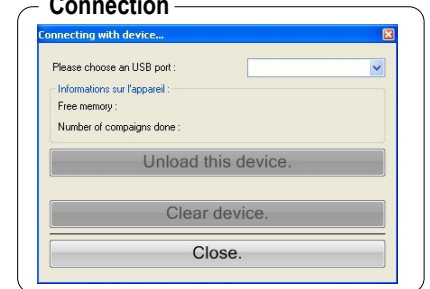 Connection
Connecting with device...
Please choose an USB port :
Informations sur l'appareil :
Free memory :
Number of compaigns done :
Unload this device.
Clear device.
Close.